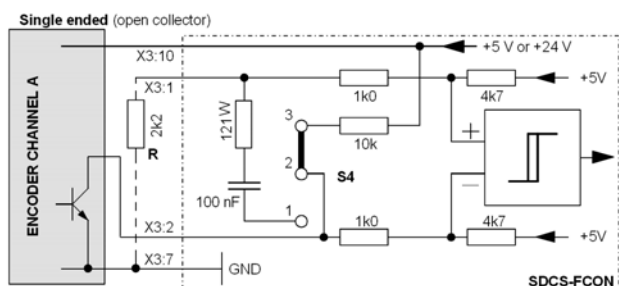 Single ended (open collector)
ENCODER CHANNEL A
X3:10
+5 V or +24 V
X3:1
1k0
+5V
4k7
2k2
R
121W
3
10k
+
2
S4
–
100 nF
1
X3:2
1k0
4k7
+5V
X3:7
GND
SDCS-FCON